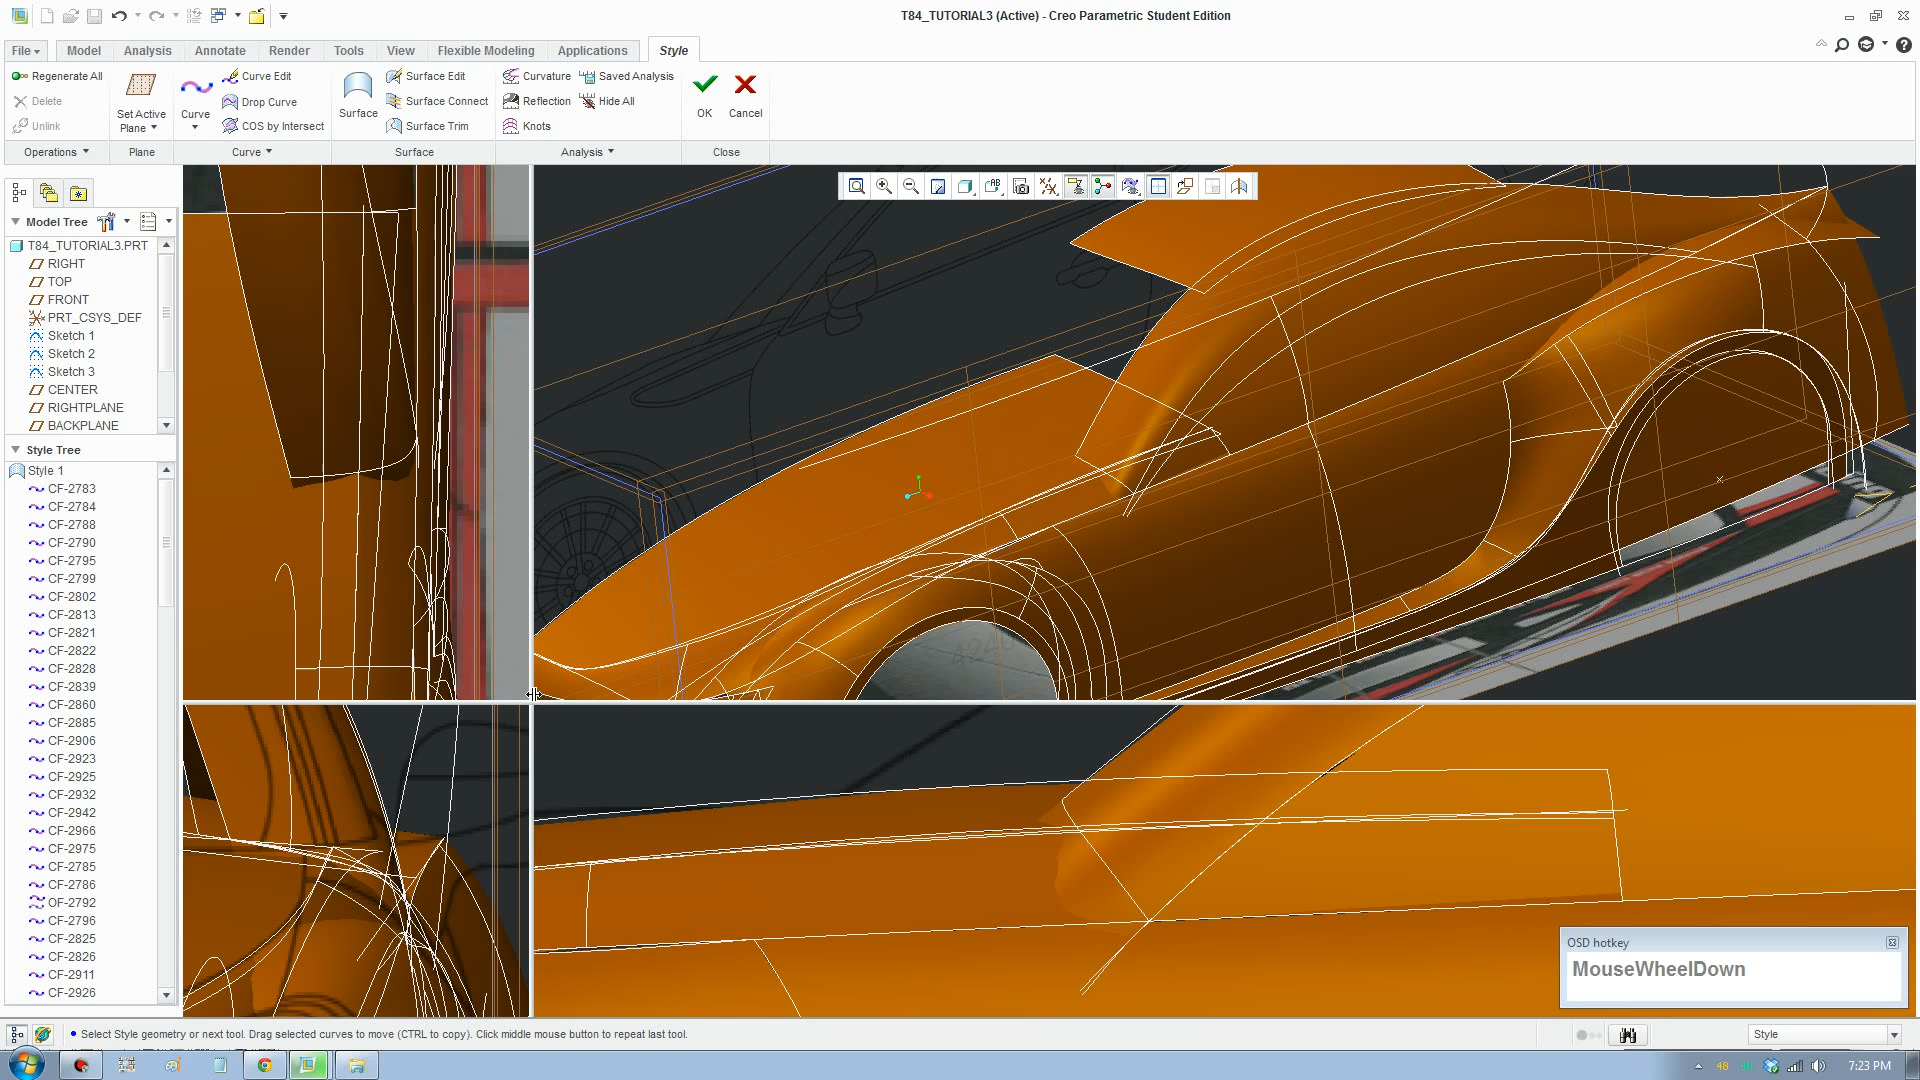 T84_TUTORIAL3 (Active) - Creo Parametric Student Edition
File Model Analysis Annotate Render Tools View Flexible Modeling Applications Style
Regenerate All
Delete
Unlink
Operations
Set Active Plane
Plane
Curve
Curve Edit
Drop Curve
COS by Intersect
Curve
Surface
Surface Edit
Surface Connect
Surface Trim
Surface
Curvature
Reflection
Knots
Saved Analysis
Hide All
Analysis
OK
Cancel
Close
Model Tree
T84_TUTORIAL3.PRT
RIGHT
TOP
FRONT
PRT_CSYS_DEF
Sketch 1
Sketch 2
Sketch 3
CENTER
RIGHTPLANE
BACKPLANE
Style Tree
Style 1
CF-2783
CF-2784
CF-2788
CF-2790
CF-2795
CF-2799
CF-2802
CF-2813
CF-2821
CF-2822
CF-2828
CF-2839
CF-2860
CF-2885
CF-2906
CF-2923
CF-2925
CF-2932
CF-2942
CF-2966
CF-2975
CF-2785
CF-2786
OF-2792
CF-2796
CF-2825
CF-2826
CF-2911
CF-2926
OSD hotkey
MouseWheelDown
Select Style geometry or next tool. Drag selected curves to move (CTRL to copy). Click middle mouse button to repeat last tool.
Style
48
7:23 PM